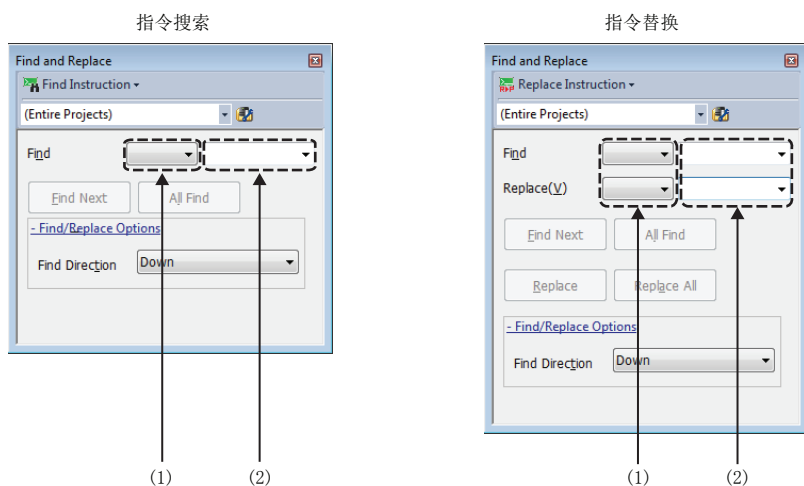 指令搜索
Find and Replace
Find Instruction
(Entire Projects)
Find
Find Next
All Find
- Find/Replace Options
Find Direction
Down
(1)
(2)
指令替换
Find and Replace
Replace Instruction
(Entire Projects)
Find
Replace(V)
Find Next
All Find
Replace
Replace All
- Find/Replace Options
Find Direction
Down
(1)
(2)